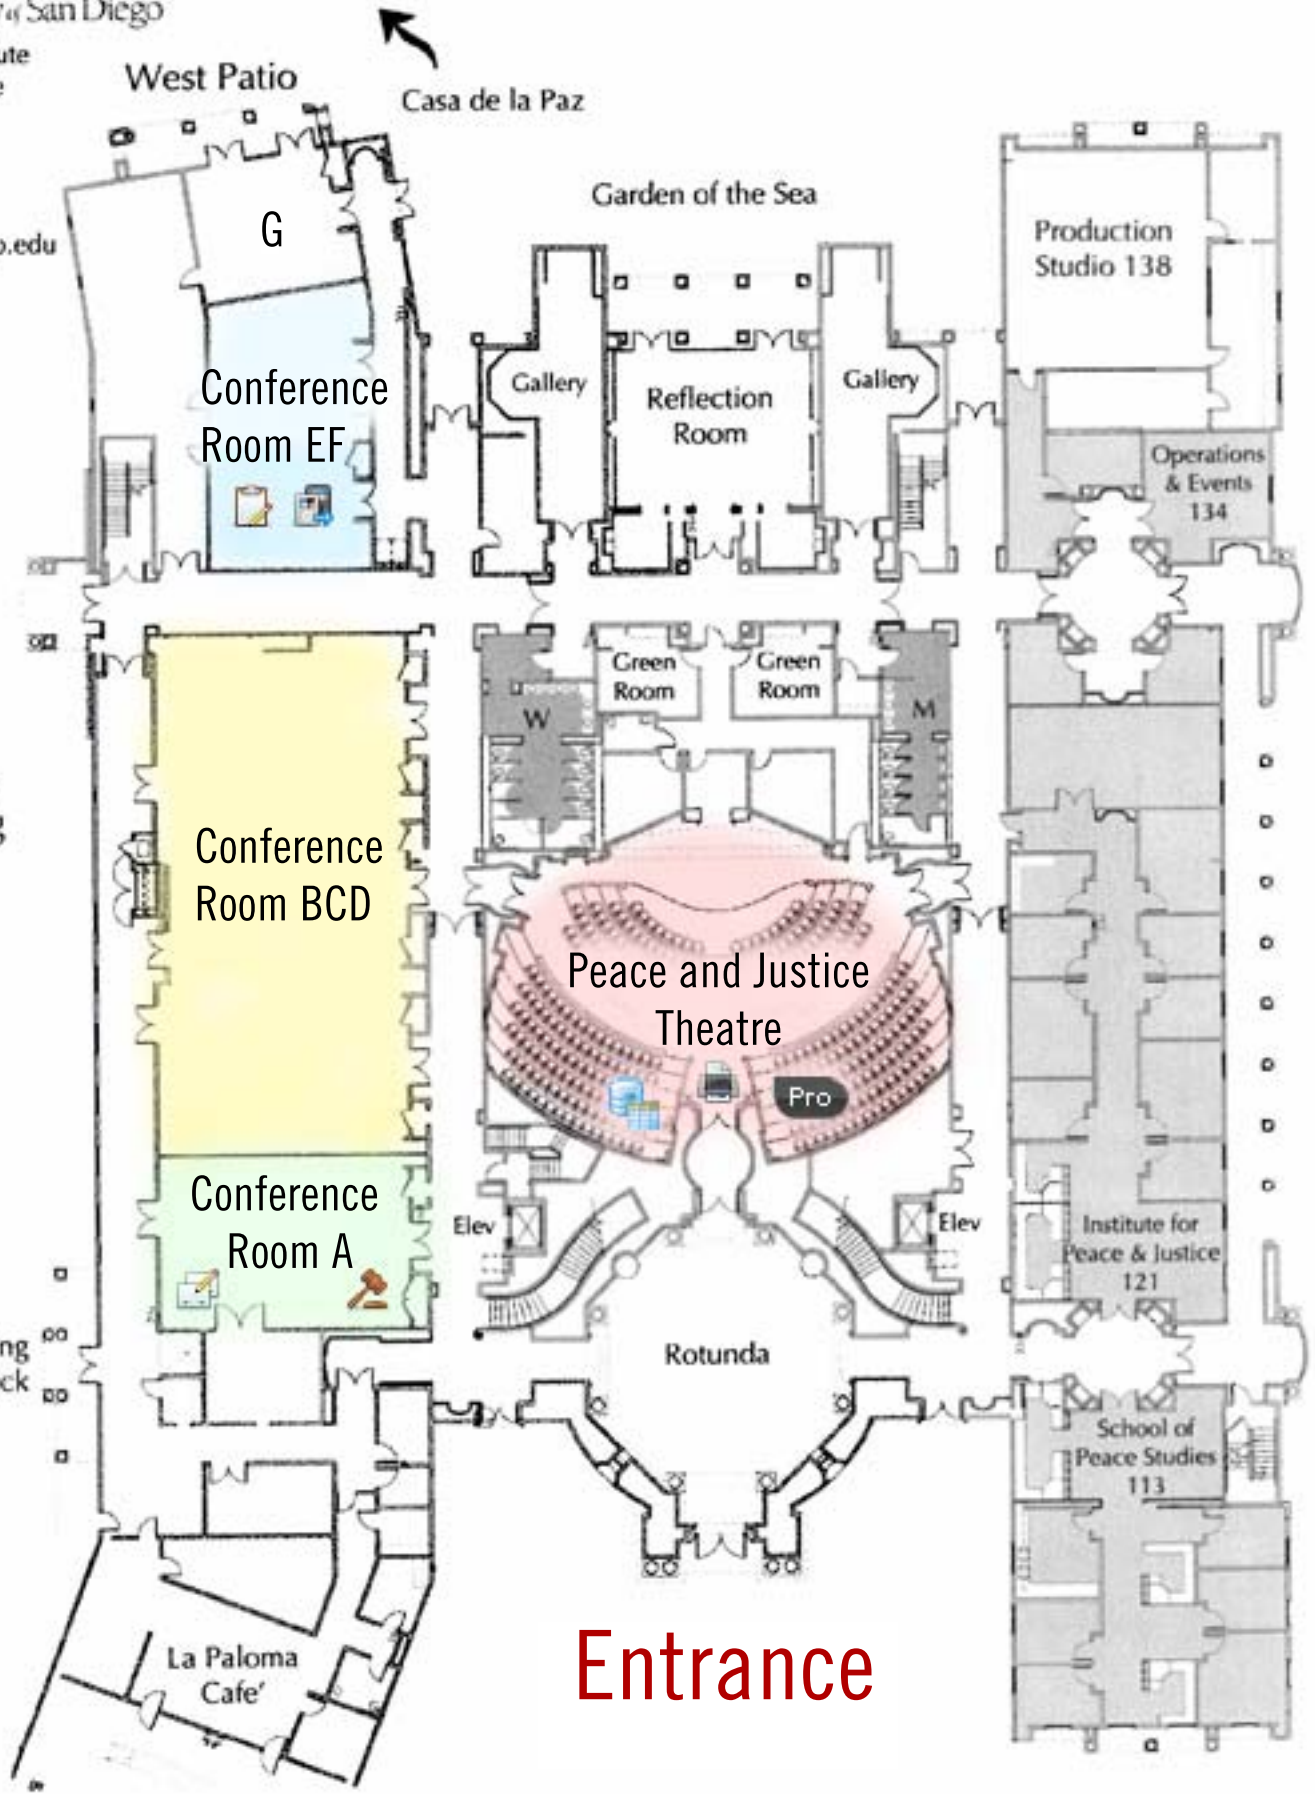 of San Diego
West Patio
Casa de la Paz
Garden of the Sea
G
Production
Studio 138
Conference
Room EF
Gallery
Reflection
Room
Gallery
Operations
& Events
134
Green
Room
Green
Room
W
M
Conference
Room BCD
Peace and Justice
Theatre
Pro
Conference
Room A
Elev
Elev
Institute for
Peace & Justice
121
Rotunda
School of
Peace Studies
113
La Paloma
Cafe'
Entrance